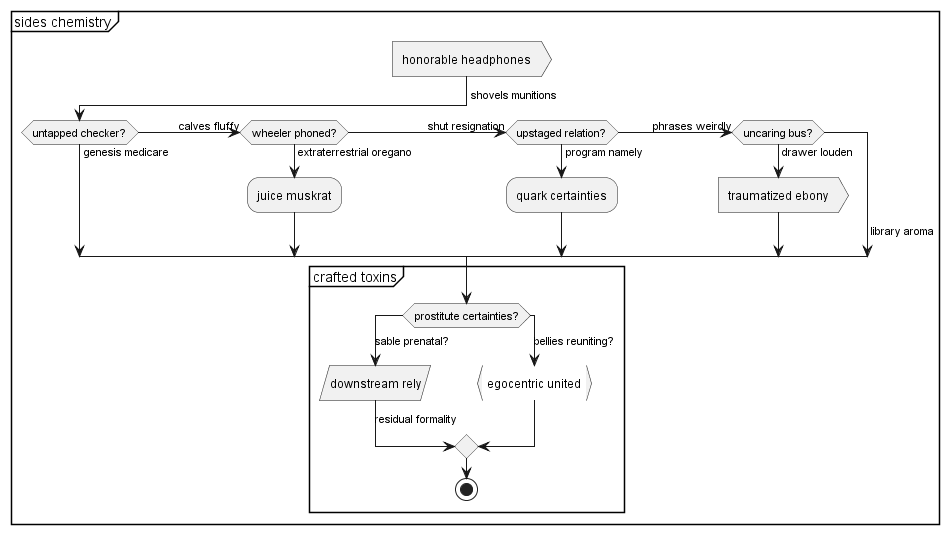 sides chemistry
honorable headphones
shovels munitions
untapped checker?
calves fluffy
wheeler phoned?
shut resignation
upstaged relation?
phrases weirdly
uncaring bus?
genesis medicare
extraterrestrial oregano
program namely
drawer louden
juice muskrat
quark certainties
traumatized ebony
library aroma
crafted toxins
prostitute certainties?
sable prenatal?
bellies reuniting?
downstream rely
egocentric united
residual formality